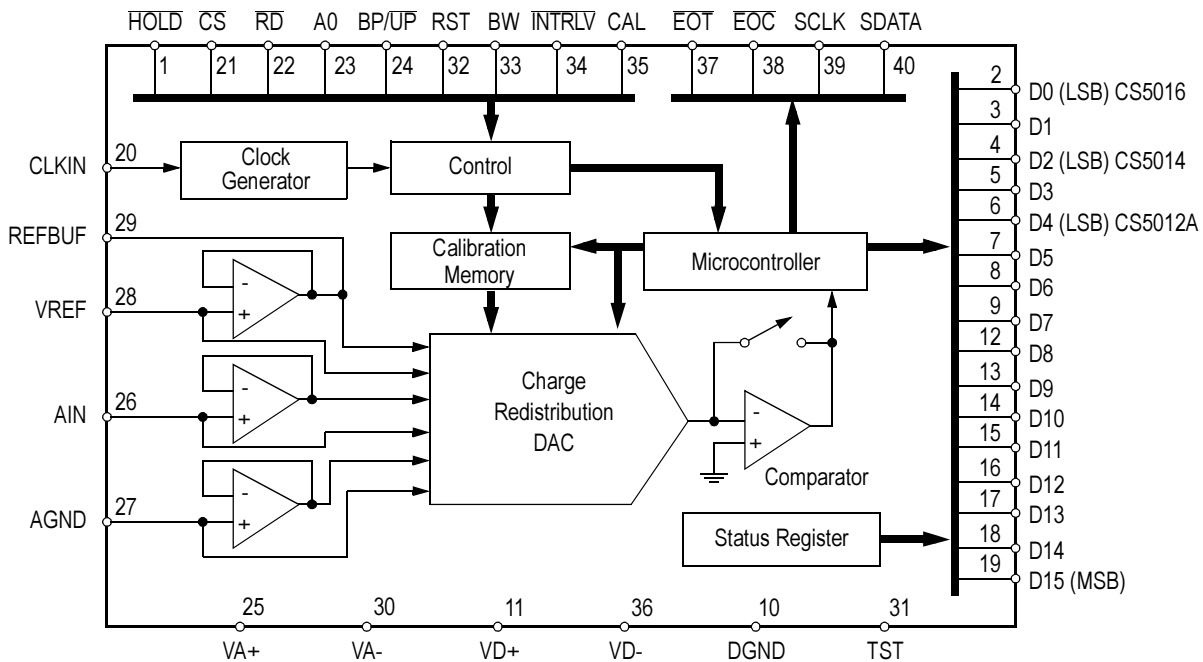 HOLD CS RD A0 BP/UP RST BW INTRLV CAL EOT EOC SCLK SDATA
1 21 22 23 24 32 33 34 35 37 38 39 40
2 D0 (LSB) CS5016
3 D1
4 D2 (LSB) CS5014
5 D3
6 D4 (LSB) CS5012A
7 D5
8 D6
9 D7
12 D8
13 D9
14 D10
15 D11
16 D12
17 D13
18 D14
19 D15 (MSB)
CLKIN 20
Clock
Generator
Control
REFBUF 29
Calibration
Memory
Microcontroller
VREF 28
-
+
AIN 26
-
+
AGND 27
-
+
Charge
Redistribution
DAC
-
+
Comparator
Status Register
25 30 11 36 10 31
VA+ VA- VD+ VD- DGND TST